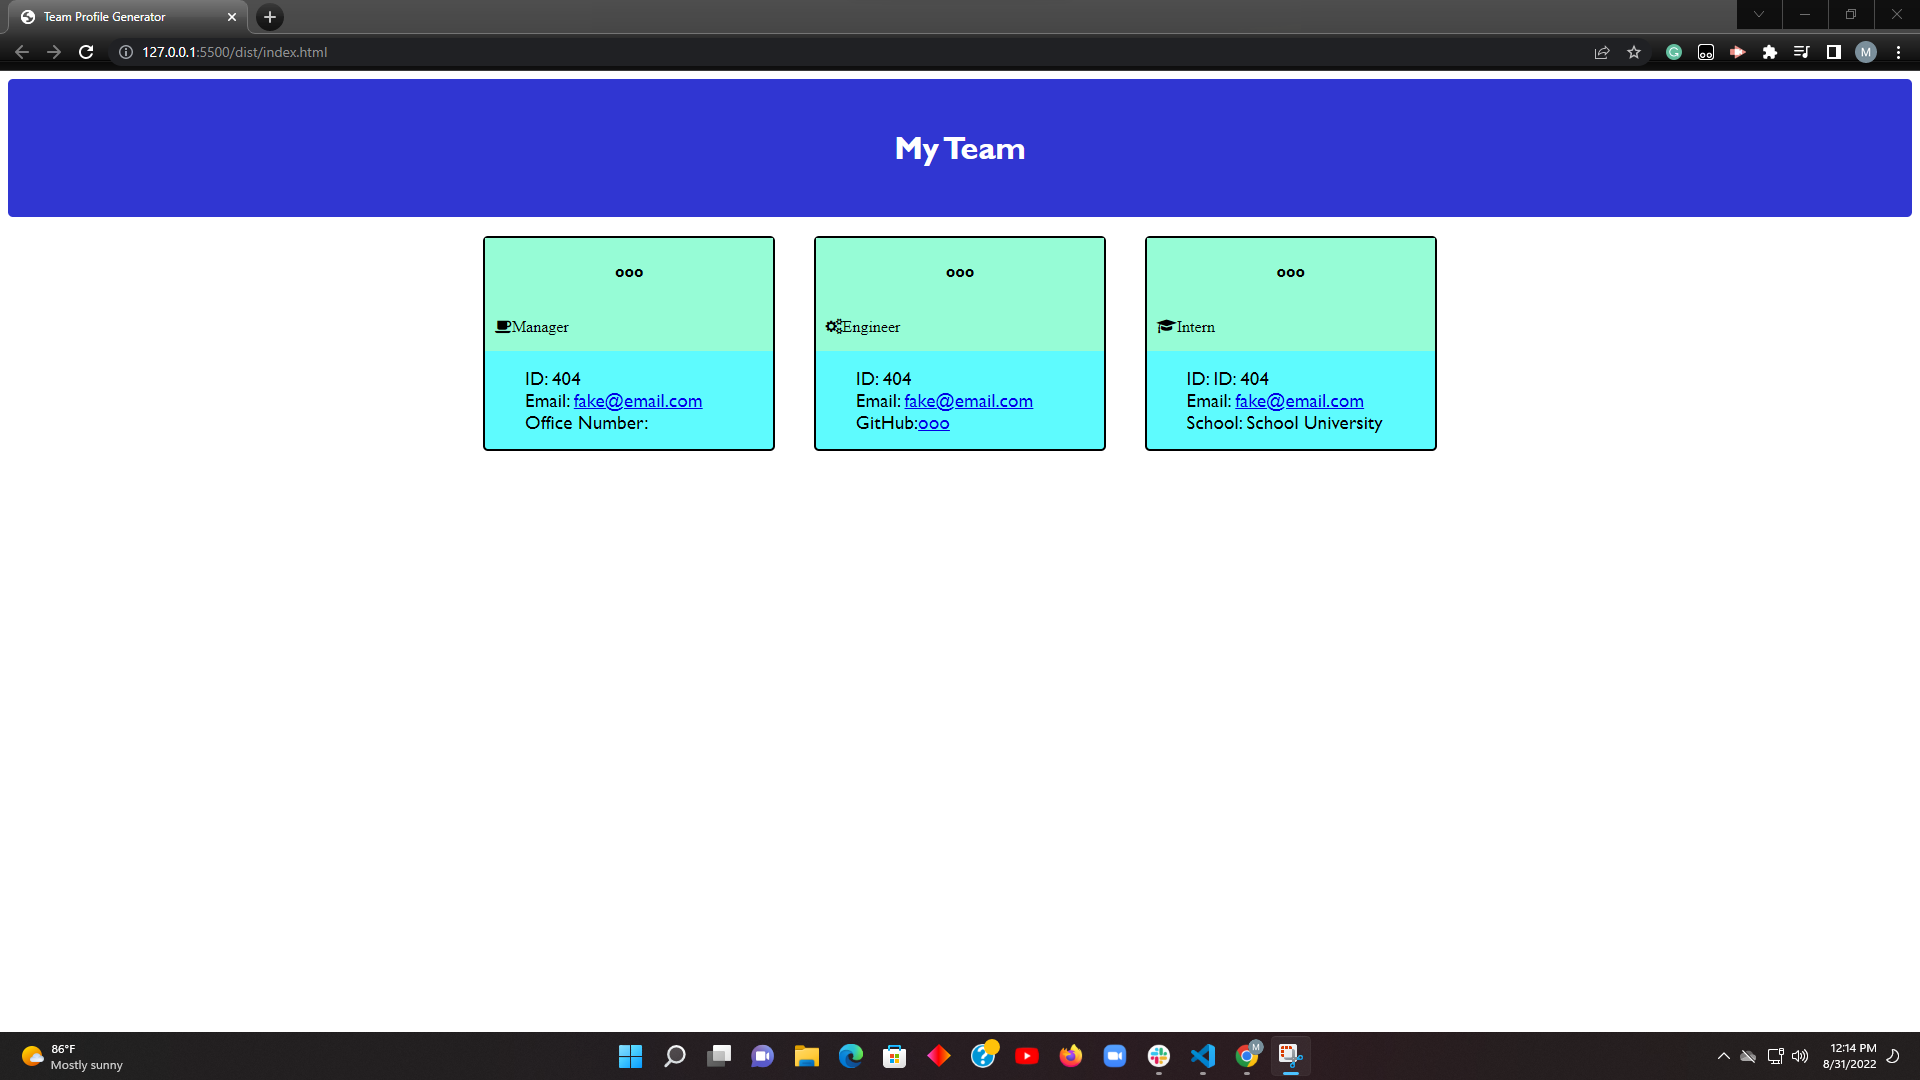 Team Profile Generator
127.0.0.1:5500/dist/index.html
M
My Team
ooo
Manager
ID: 404
Email: fake@email.com
Office Number:
ooo
Engineer
ID: 404
Email: fake@email.com
GitHub:ooo
ooo
Intern
ID: ID: 404
Email: fake@email.com
School: School University
86°F
Mostly sunny
M
12:14 PM
8/31/2022